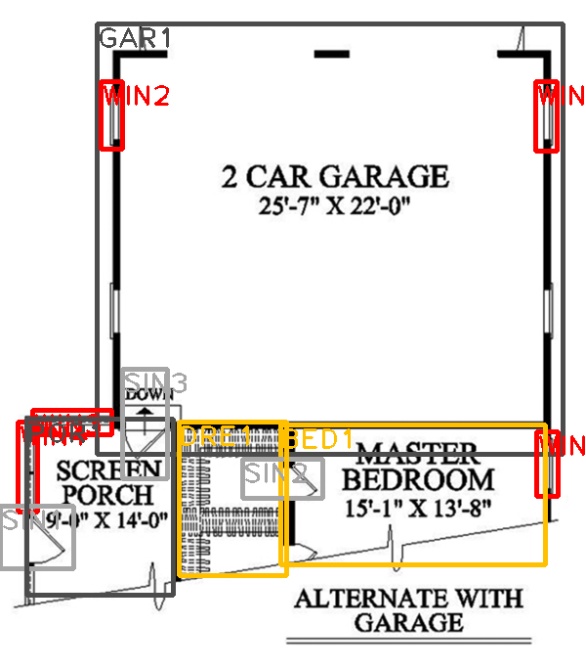 GAR1
WIN2
WIN
2 CAR GARAGE
25'-7" X 22'-0"
SIN3
DOWN
DRE1
BED1
WIN
MASTER
BEDROOM
15'-1" X 13'-8"
SIN2
SCREEN
PORCH
9'-0" X 14'-0"
SIN
ALTERNATE WITH
GARAGE